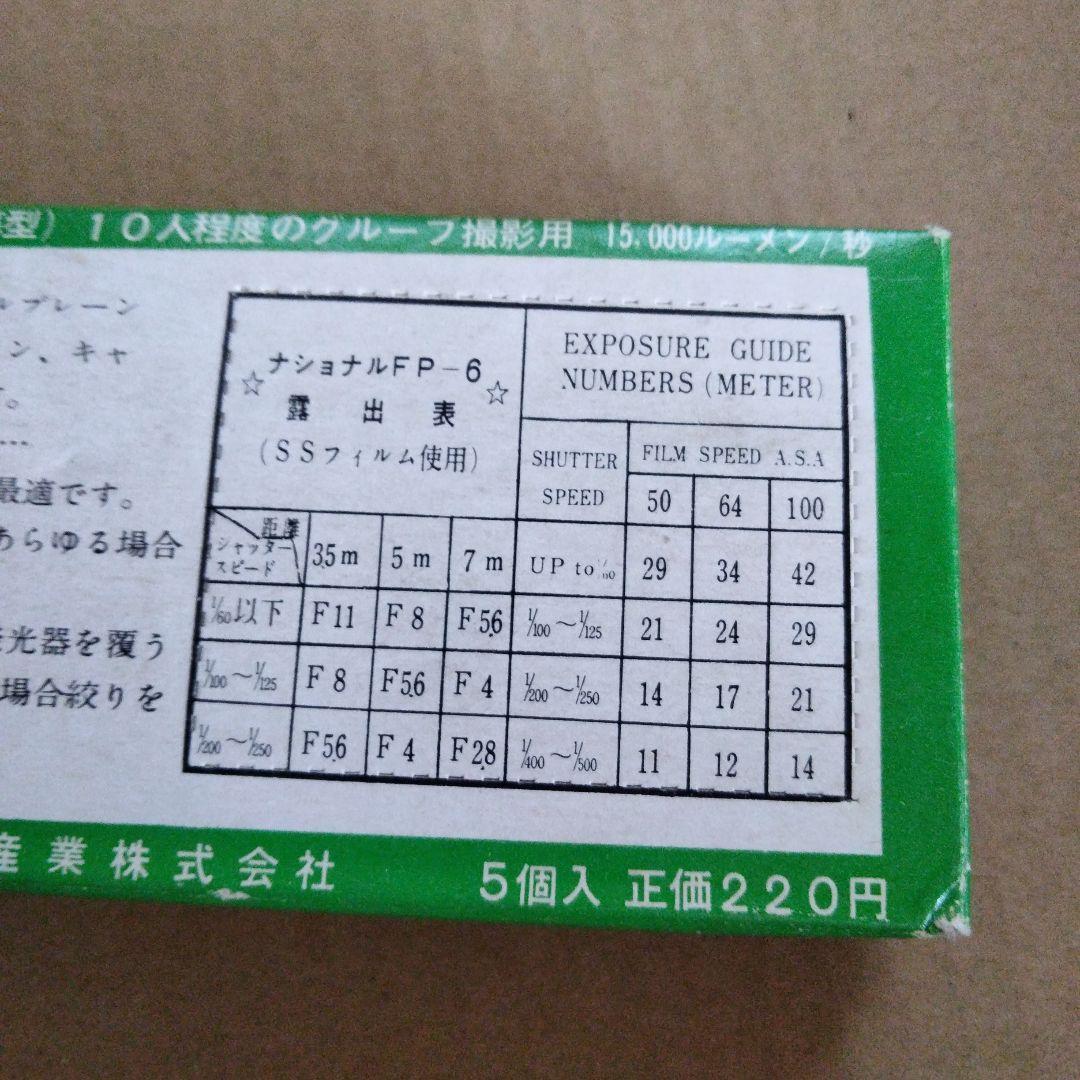 型) 10人程度のグループ撮影用 15,000ルーメン/秒
ルブレーン
ン、キャ
。
……
最適です。
あらゆる場合
光器を覆う
場合絞りを
☆ ナショナルFP-6 ☆
露出表
(SSフィルム使用)
距離
シャッタースピード
3.5m 5m 7m
1/60以下 F11 F8 F5.6
1/100〜1/125 F8 F5.6 F4
1/200〜1/250 F5.6 F4 F2.8
EXPOSURE GUIDE
NUMBERS (METER)
SHUTTER SPEED
FILM SPEED A.S.A
50 64 100
UP to 1/60 29 34 42
1/100〜1/125 21 24 29
1/200〜1/250 14 17 21
1/400〜1/500 11 12 14
産業株式会社 5個入 正価220円